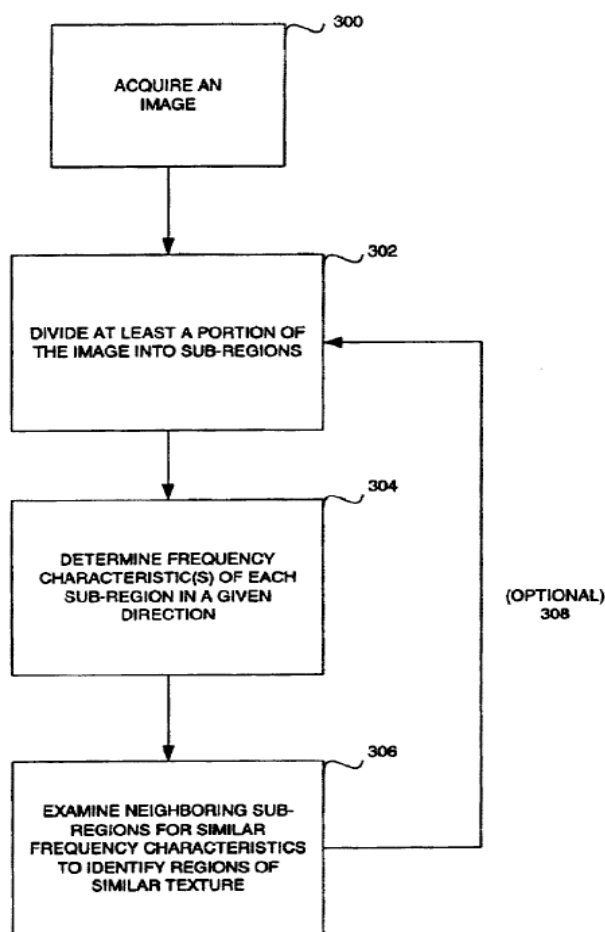 300
ACQUIRE AN
IMAGE
302
DIVIDE AT LEAST A PORTION OF
THE IMAGE INTO SUB-REGIONS
304
DETERMINE FREQUENCY
CHARACTERISTIC(S) OF EACH
SUB-REGION IN A GIVEN
DIRECTION
(OPTIONAL)
308
306
EXAMINE NEIGHBORING SUB-
REGIONS FOR SIMILAR
FREQUENCY CHARACTERISTICS
TO IDENTIFY REGIONS OF
SIMILAR TEXTURE